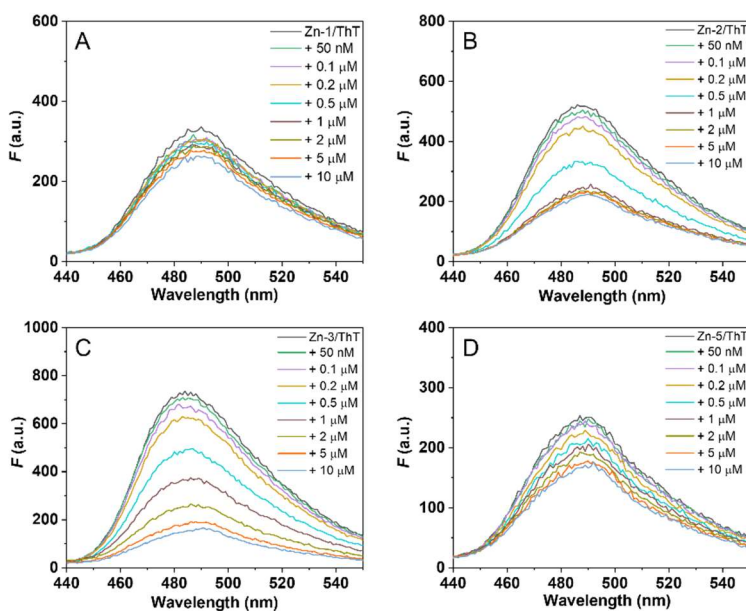 A
Zn-1/ThT
+ 50 nM
+ 0.1 μM
+ 0.2 μM
+ 0.5 μM
+ 1 μM
+ 2 μM
+ 5 μM
+ 10 μM
600
400
200
0
F (a.u.)
440 460 480 500 520 540
Wavelength (nm)
B
Zn-2/ThT
+ 50 nM
+ 0.1 μM
+ 0.2 μM
+ 0.5 μM
+ 1 μM
+ 2 μM
+ 5 μM
+ 10 μM
800
600
400
200
0
F (a.u.)
440 460 480 500 520 540
Wavelength (nm)
C
Zn-3/ThT
+ 50 nM
+ 0.1 μM
+ 0.2 μM
+ 0.5 μM
+ 1 μM
+ 2 μM
+ 5 μM
+ 10 μM
1000
800
600
400
200
0
F (a.u.)
440 460 480 500 520 540
Wavelength (nm)
D
Zn-5/ThT
+ 50 nM
+ 0.1 μM
+ 0.2 μM
+ 0.5 μM
+ 1 μM
+ 2 μM
+ 5 μM
+ 10 μM
400
300
200
100
0
F (a.u.)
440 460 480 500 520 540
Wavelength (nm)